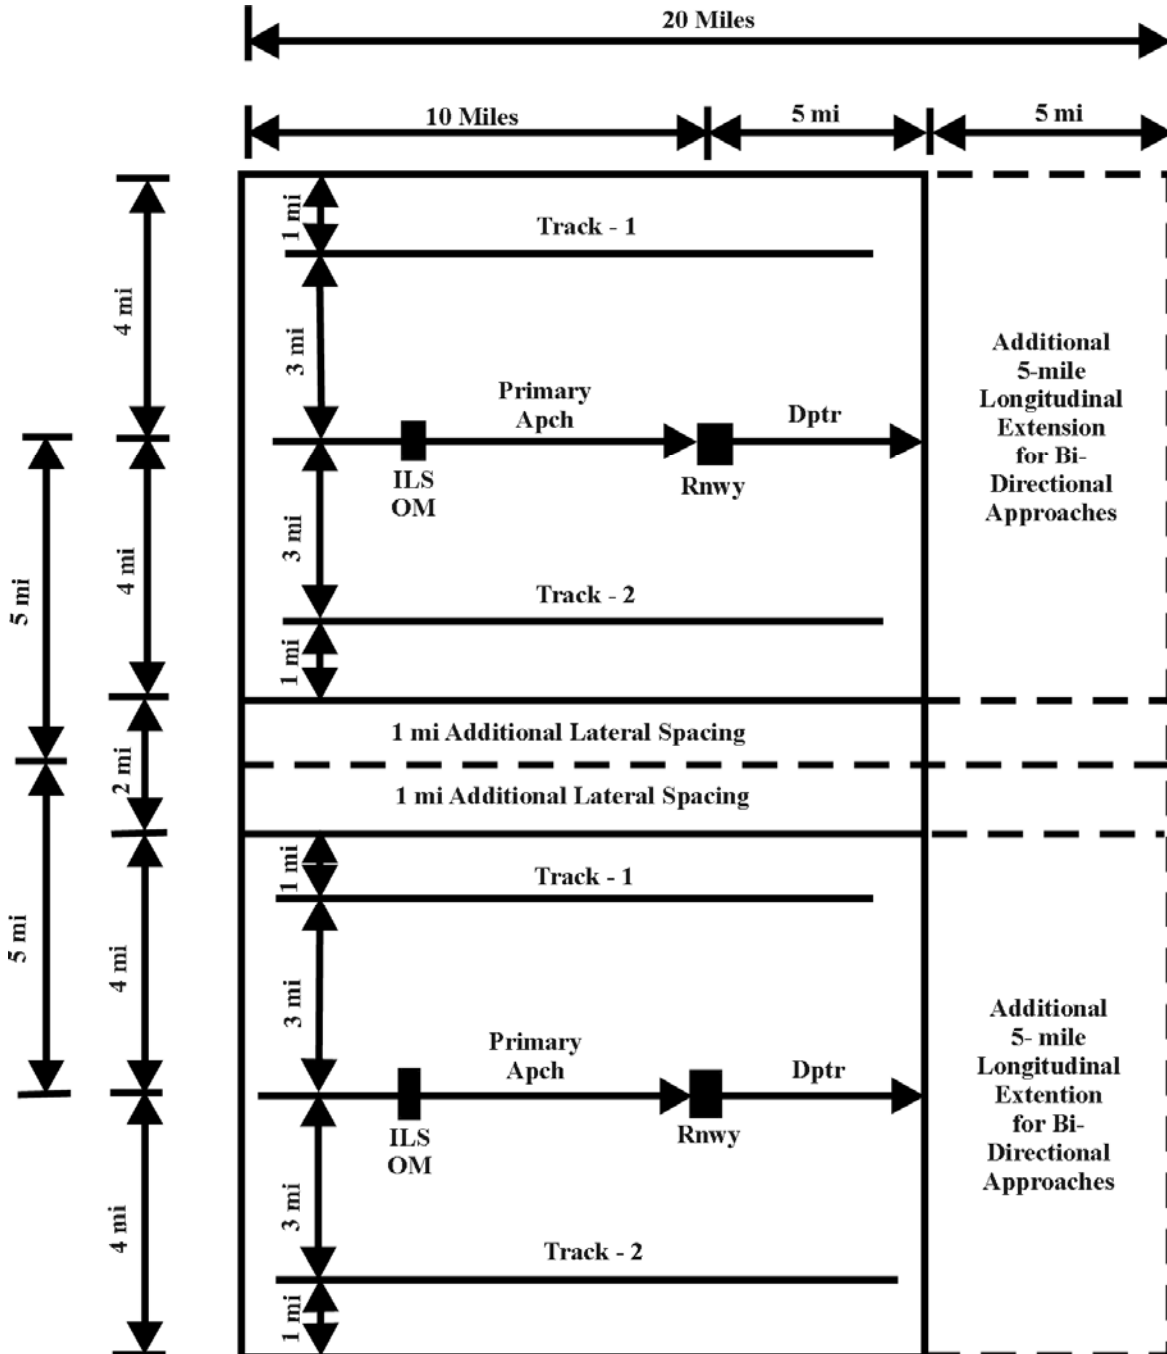 20 Miles
10 Miles
5 mi
5 mi
1 mi
Track - 1
4 mi
3 mi
Additional
5-mile
Longitudinal
Extension
for Bi-
Directional
Approaches
Primary
Apch
Dptr
ILS
OM
Rnwy
3 mi
4 mi
5 mi
Track - 2
1 mi
1 mi Additional Lateral Spacing
2 mi
1 mi Additional Lateral Spacing
1 mi
Track - 1
5 mi
4 mi
3 mi
Additional
5- mile
Longitudinal
Extention
for Bi-
Directional
Approaches
Primary
Apch
Dptr
ILS
OM
Rnwy
3 mi
4 mi
Track - 2
1 mi